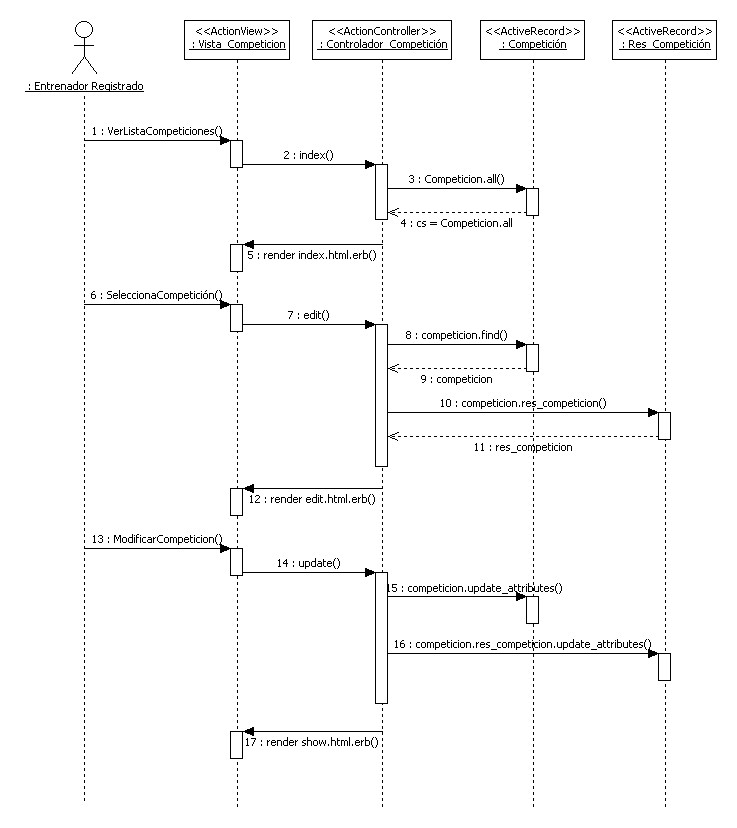 <<ActionView>>
: Vista_Competicion
<<ActionController>>
: Controlador_Competición
<<ActiveRecord>>
: Competición
<<ActiveRecord>>
: Res_Competición
: Entrenador Registrado
1 : VerListaCompeticiones()
2 : index()
3 : Competicion.all()
4 : cs = Competicion.all
5 : render index.html.erb()
6 : SeleccionaCompetición()
7 : edit()
8 : competicion.find()
9 : competicion
10 : competicion.res_competicion()
11 : res_competicion
12 : render edit.html.erb()
13 : ModificarCompeticion()
14 : update()
15 : competicion.update_attributes()
16 : competicion.res_competicion.update_attributes()
17 : render show.html.erb()